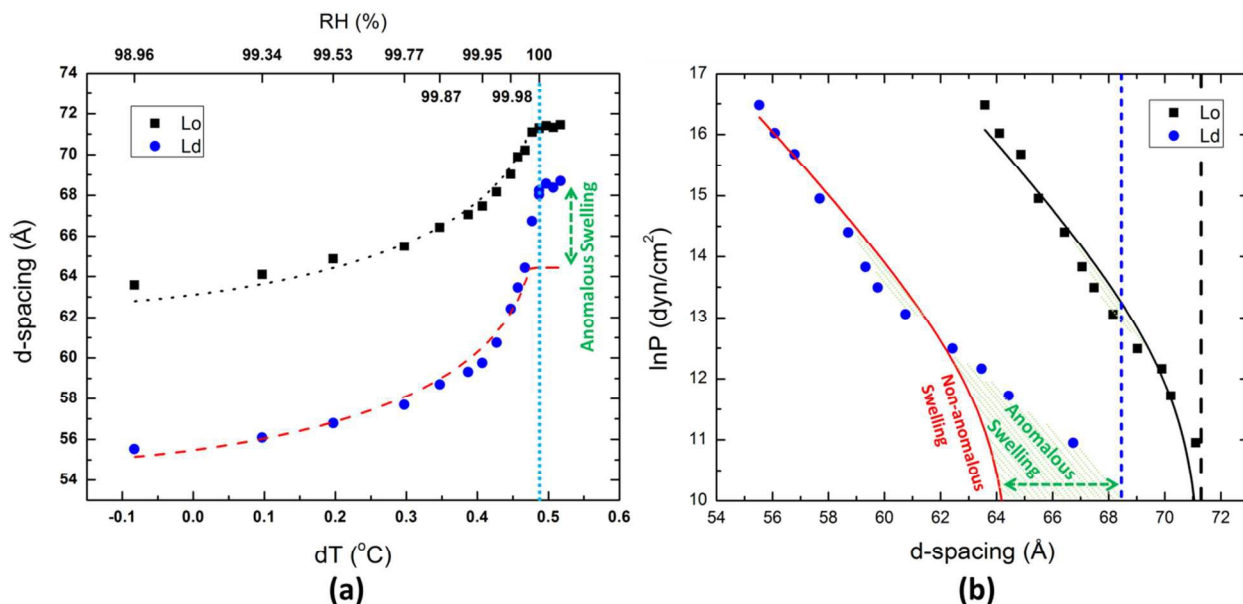 (a)
RH (%)
98.96 99.34 99.53 99.77 99.95 100
99.87 99.98
74
72
70
68
66
64
62
60
58
56
54
d-spacing (Å)
Lo
Ld
Anomalous Swelling
-0.1 0.0 0.1 0.2 0.3 0.4 0.5 0.6
dT (°C)
(a)
(b)
17
16
15
14
13
12
11
10
lnP (dyn/cm²)
Lo
Ld
Non-anomalous
Swelling
Anomalous
Swelling
54 56 58 60 62 64 66 68 70 72
d-spacing (Å)
(b)